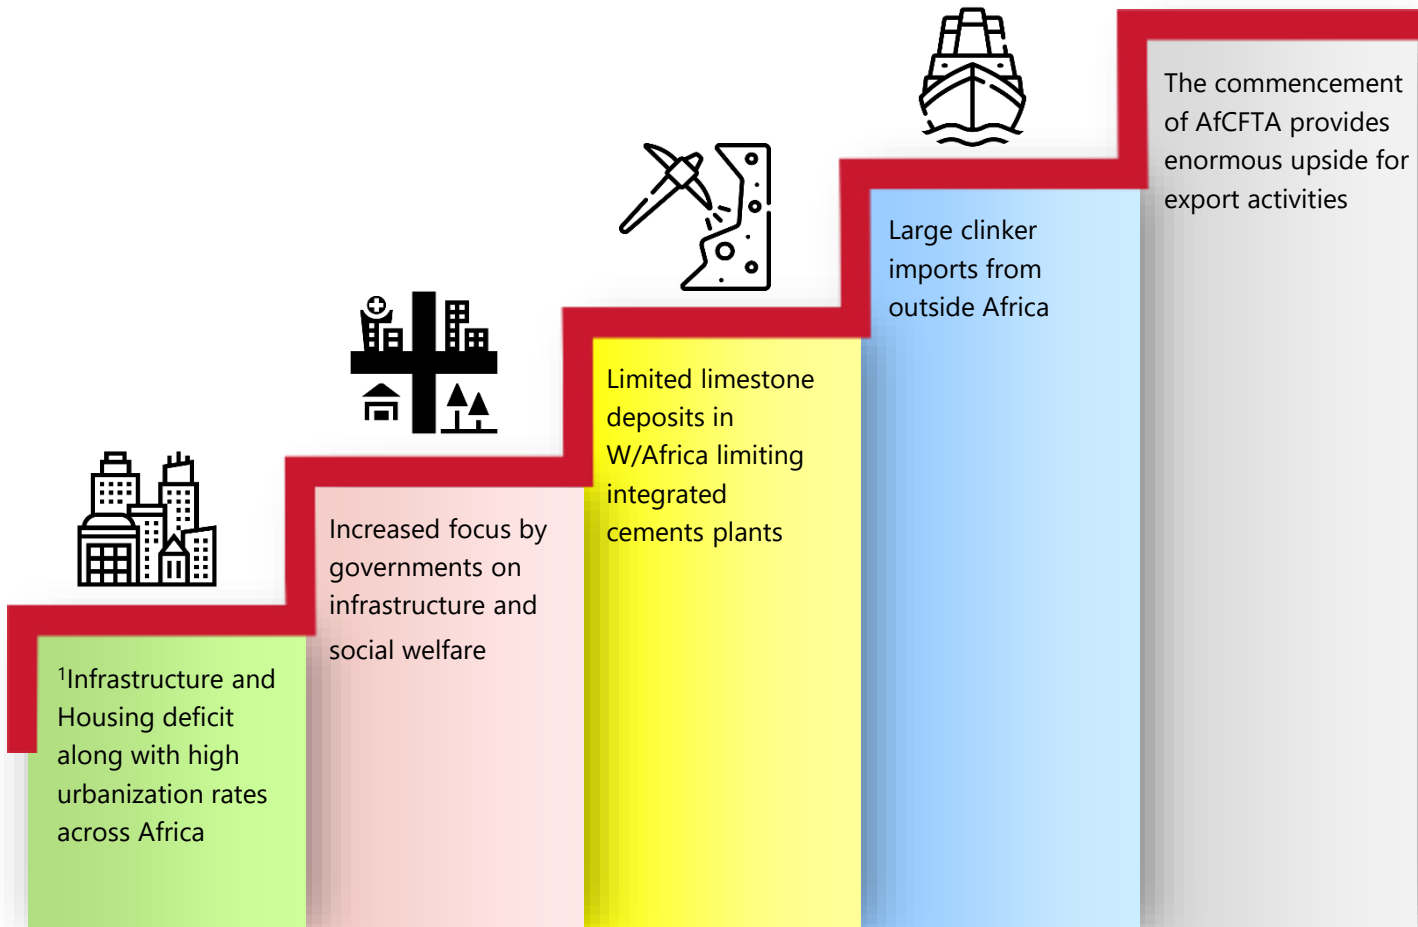 ¹Infrastructure and
Housing deficit
along with high
urbanization rates
across Africa
Increased focus by
governments on
infrastructure and
social welfare
Limited limestone
deposits in
W/Africa limiting
integrated
cements plants
Large clinker
imports from
outside Africa
The commencement
of AfCFTA provides
enormous upside for
export activities